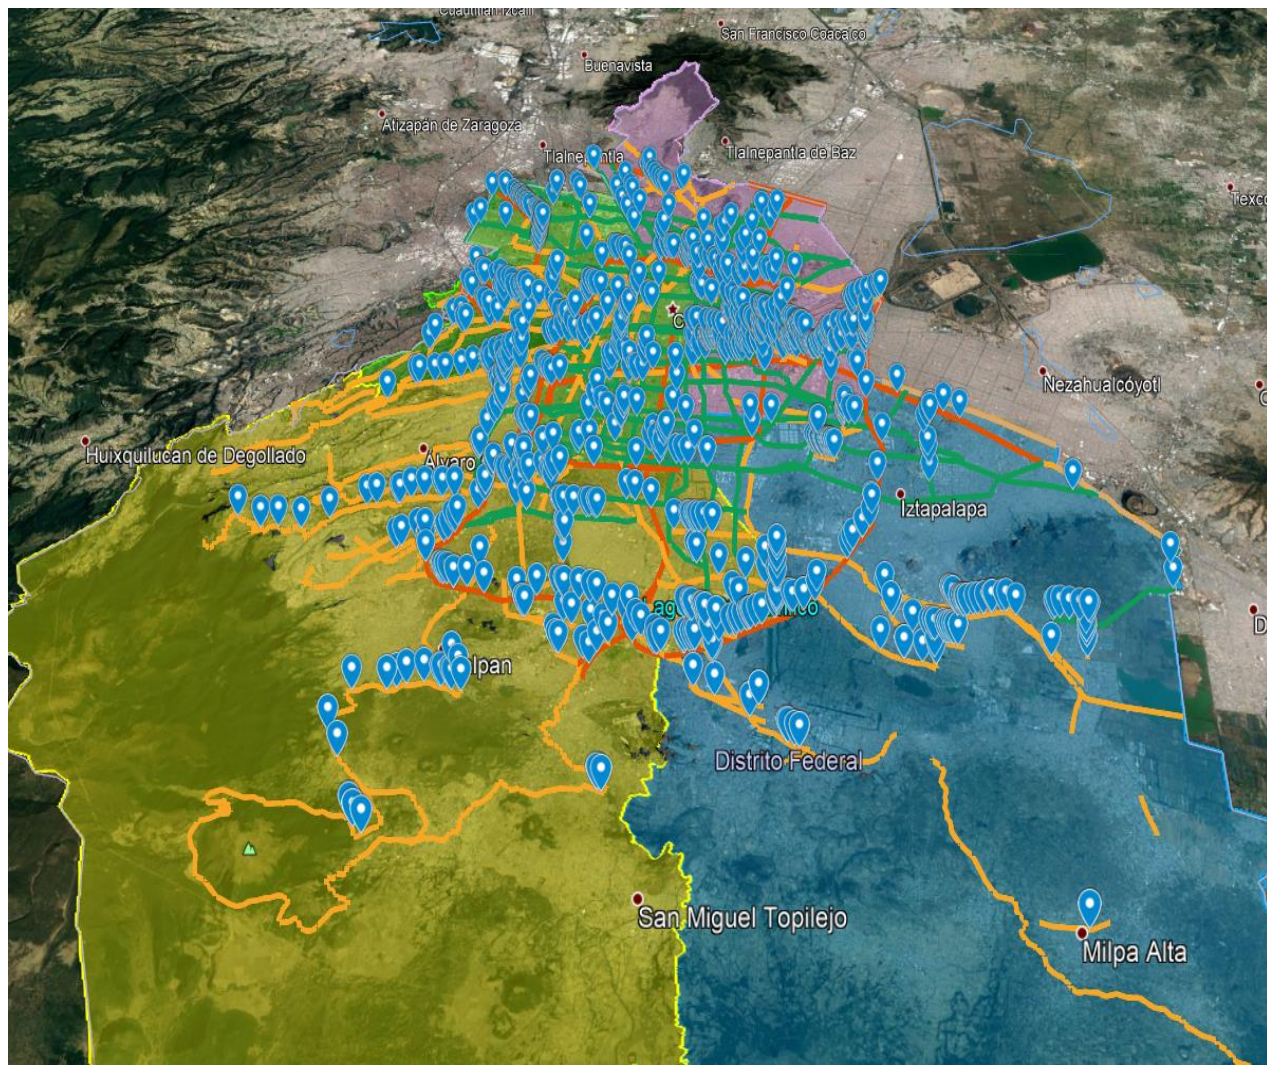 Cuautitlán Izcalli
San Francisco Coacalco
Buenavista
Atizapán de Zaragoza
Tlalnepantla
Tlalnepantla de Baz
Texco
C
Nezahualcóyotl
C
Huixquilucan de Degollado
Álvaro
Iztapalapa
D
lpan
Distrito Federal
San Miguel Topilejo
Milpa Alta